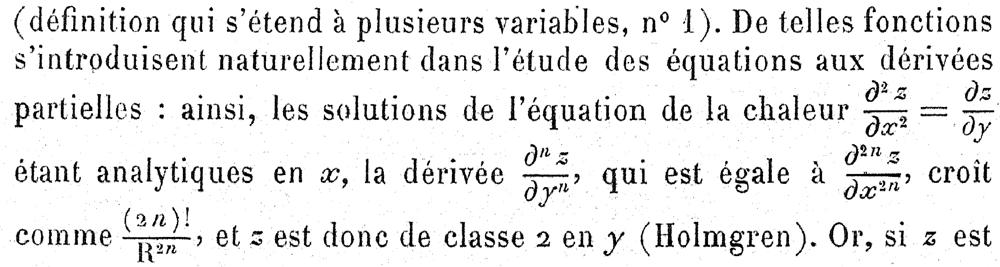 (définition qui s'étend à plusieurs variables, nº 1). De telles fonctions
s'introduisent naturellement dans l'étude des équations aux dérivées
partielles : ainsi, les solutions de l'équation de la chaleur $\frac{\partial^2 z}{\partial x^2} = \frac{\partial z}{\partial y}$
étant analytiques en $x$, la dérivée $\frac{\partial^n z}{\partial y^n}$, qui est égale à $\frac{\partial^{2n} z}{\partial x^{2n}}$, croît
comme $\frac{(2n)!}{R^{2n}}$, et $z$ est donc de classe 2 en $y$ (Holmgren). Or, si $z$ est